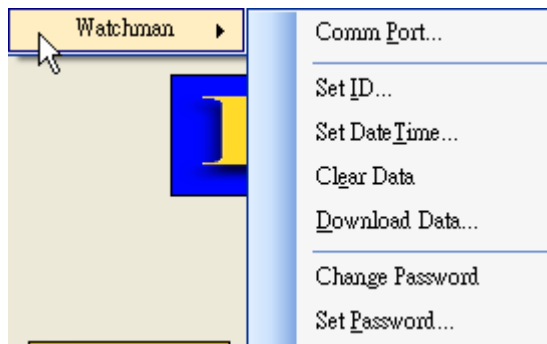 Watchman
Comm Port...
Set ID...
Set DateTime...
Clear Data
Download Data...
Change Password
Set Password...